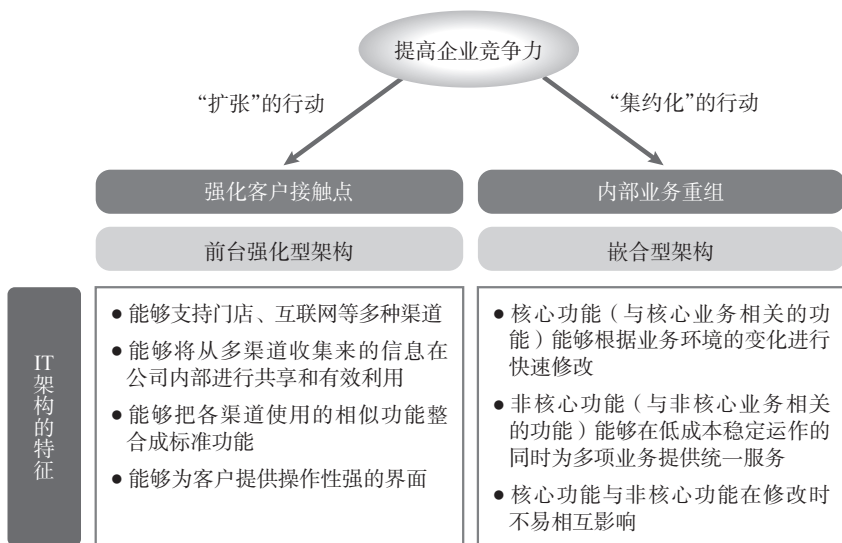 提高企业竞争力
“扩张”的行动
“集约化”的行动
强化客户接触点
内部业务重组
前台强化型架构
嵌合型架构
IT架构的特征
● 能够支持门店、互联网等多种渠道
● 能够将从多渠道收集来的信息在
公司内部进行共享和有效利用
● 能够把各渠道使用的相似功能整
合成标准功能
● 能够为客户提供操作性强的界面
● 核心功能（与核心业务相关的功
能）能够根据业务环境的变化进行
快速修改
● 非核心功能（与非核心业务相关
的功能）能够在低成本稳定运作的
同时为多项业务提供统一服务
● 核心功能与非核心功能在修改时
不易相互影响